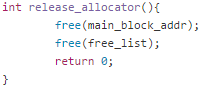 int release_allocator(){
        free(main_block_addr);
        free(free_list);
        return 0;
}